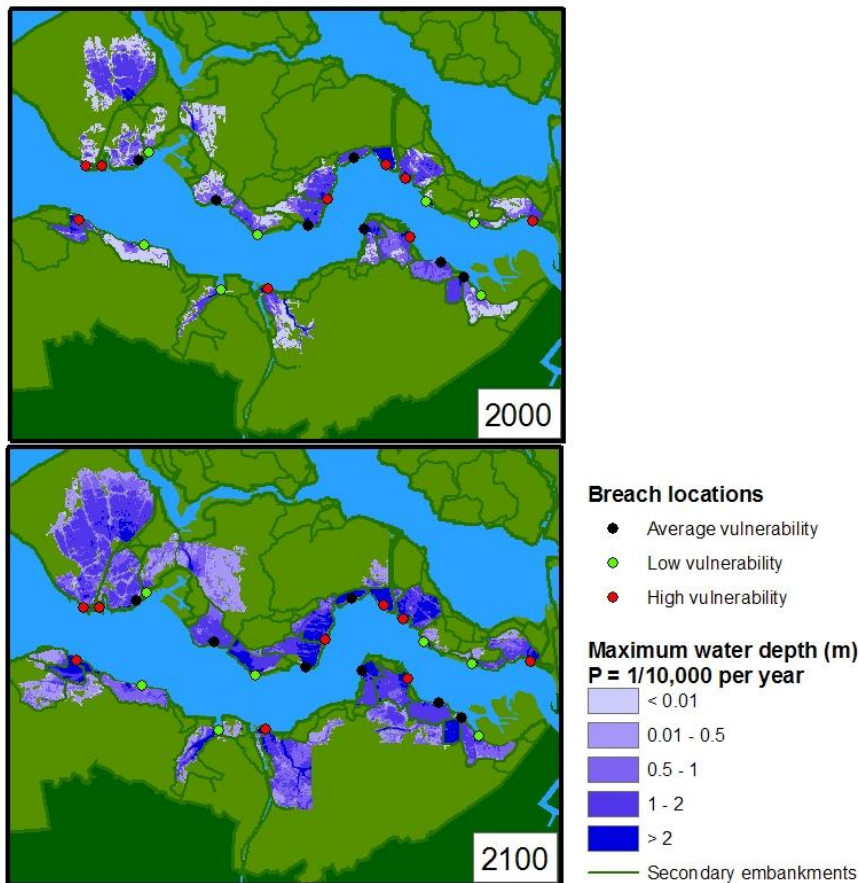 2000
2100
Breach locations
Average vulnerability
Low vulnerability
High vulnerability
Maximum water depth (m)
P = 1/10,000 per year
< 0.01
0.01 - 0.5
0.5 - 1
1 - 2
> 2
Secondary embankments